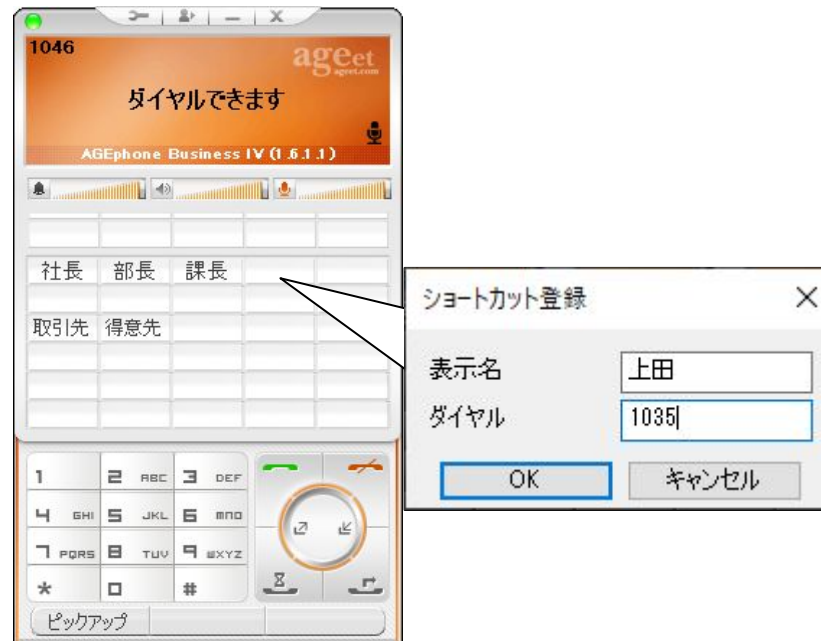 1046
ageet
ageet.com
ダイヤルできます
AGEphone Business IV (1.6.1.1)
社長 部長 課長
取引先 得意先
1 2 ABC 3 DEF
4 GHI 5 JKL 6 MNO
7 PQRS 8 TUV 9 WXYZ
* 0 #
ピックアップ
ショートカット登録
表示名 上田
ダイヤル 1035
OK キャンセル